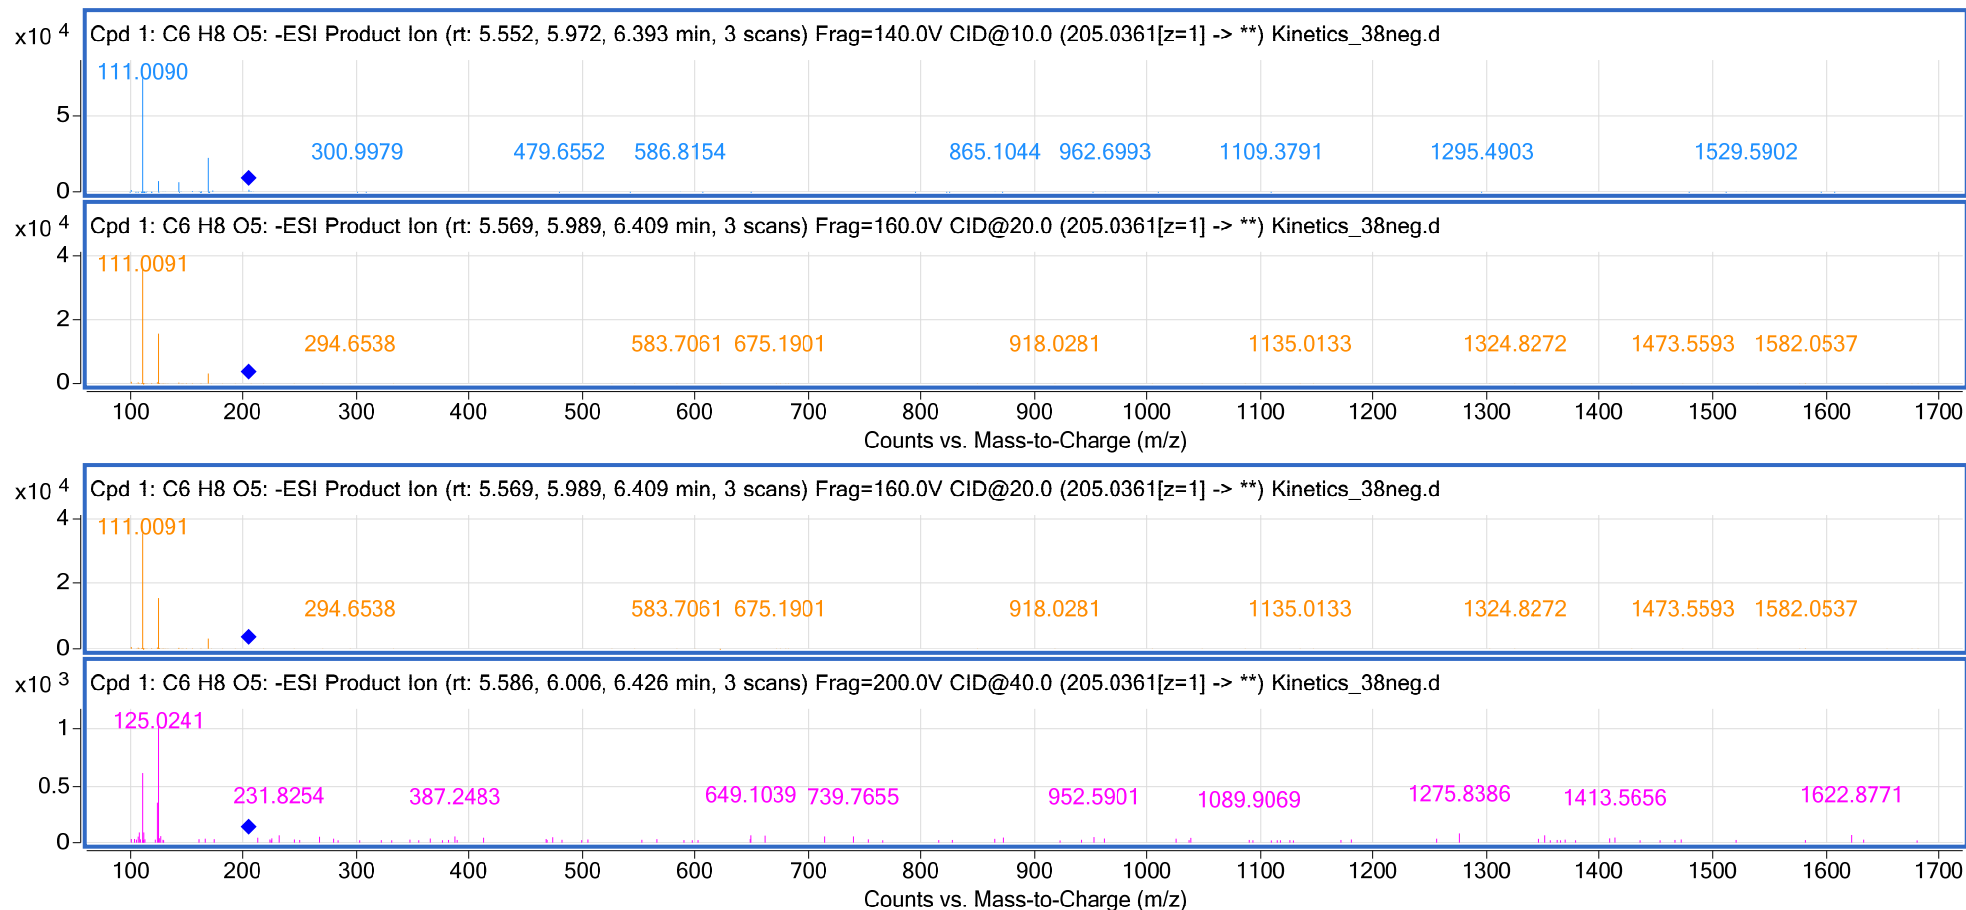 x10 4 Cpd 1: C6 H8 O5: -ESI Product Ion (rt: 5.552, 5.972, 6.393 min, 3 scans) Frag=140.0V CID@10.0 (205.0361[z=1] -> **) Kinetics_38neg.d
111.0090
5
300.9979 479.6552 586.8154 865.1044 962.6993 1109.3791 1295.4903 1529.5902
0
x10 4 Cpd 1: C6 H8 O5: -ESI Product Ion (rt: 5.569, 5.989, 6.409 min, 3 scans) Frag=160.0V CID@20.0 (205.0361[z=1] -> **) Kinetics_38neg.d
4 111.0091
2
294.6538 583.7061 675.1901 918.0281 1135.0133 1324.8272 1473.5593 1582.0537
0
100 200 300 400 500 600 700 800 900 1000 1100 1200 1300 1400 1500 1600 1700
Counts vs. Mass-to-Charge (m/z)
x10 4 Cpd 1: C6 H8 O5: -ESI Product Ion (rt: 5.569, 5.989, 6.409 min, 3 scans) Frag=160.0V CID@20.0 (205.0361[z=1] -> **) Kinetics_38neg.d
4 111.0091
2
294.6538 583.7061 675.1901 918.0281 1135.0133 1324.8272 1473.5593 1582.0537
0
x10 3 Cpd 1: C6 H8 O5: -ESI Product Ion (rt: 5.586, 6.006, 6.426 min, 3 scans) Frag=200.0V CID@40.0 (205.0361[z=1] -> **) Kinetics_38neg.d
1 125.0241
0.5 231.8254 387.2483 649.1039 739.7655 952.5901 1089.9069 1275.8386 1413.5656 1622.8771
0
100 200 300 400 500 600 700 800 900 1000 1100 1200 1300 1400 1500 1600 1700
Counts vs. Mass-to-Charge (m/z)